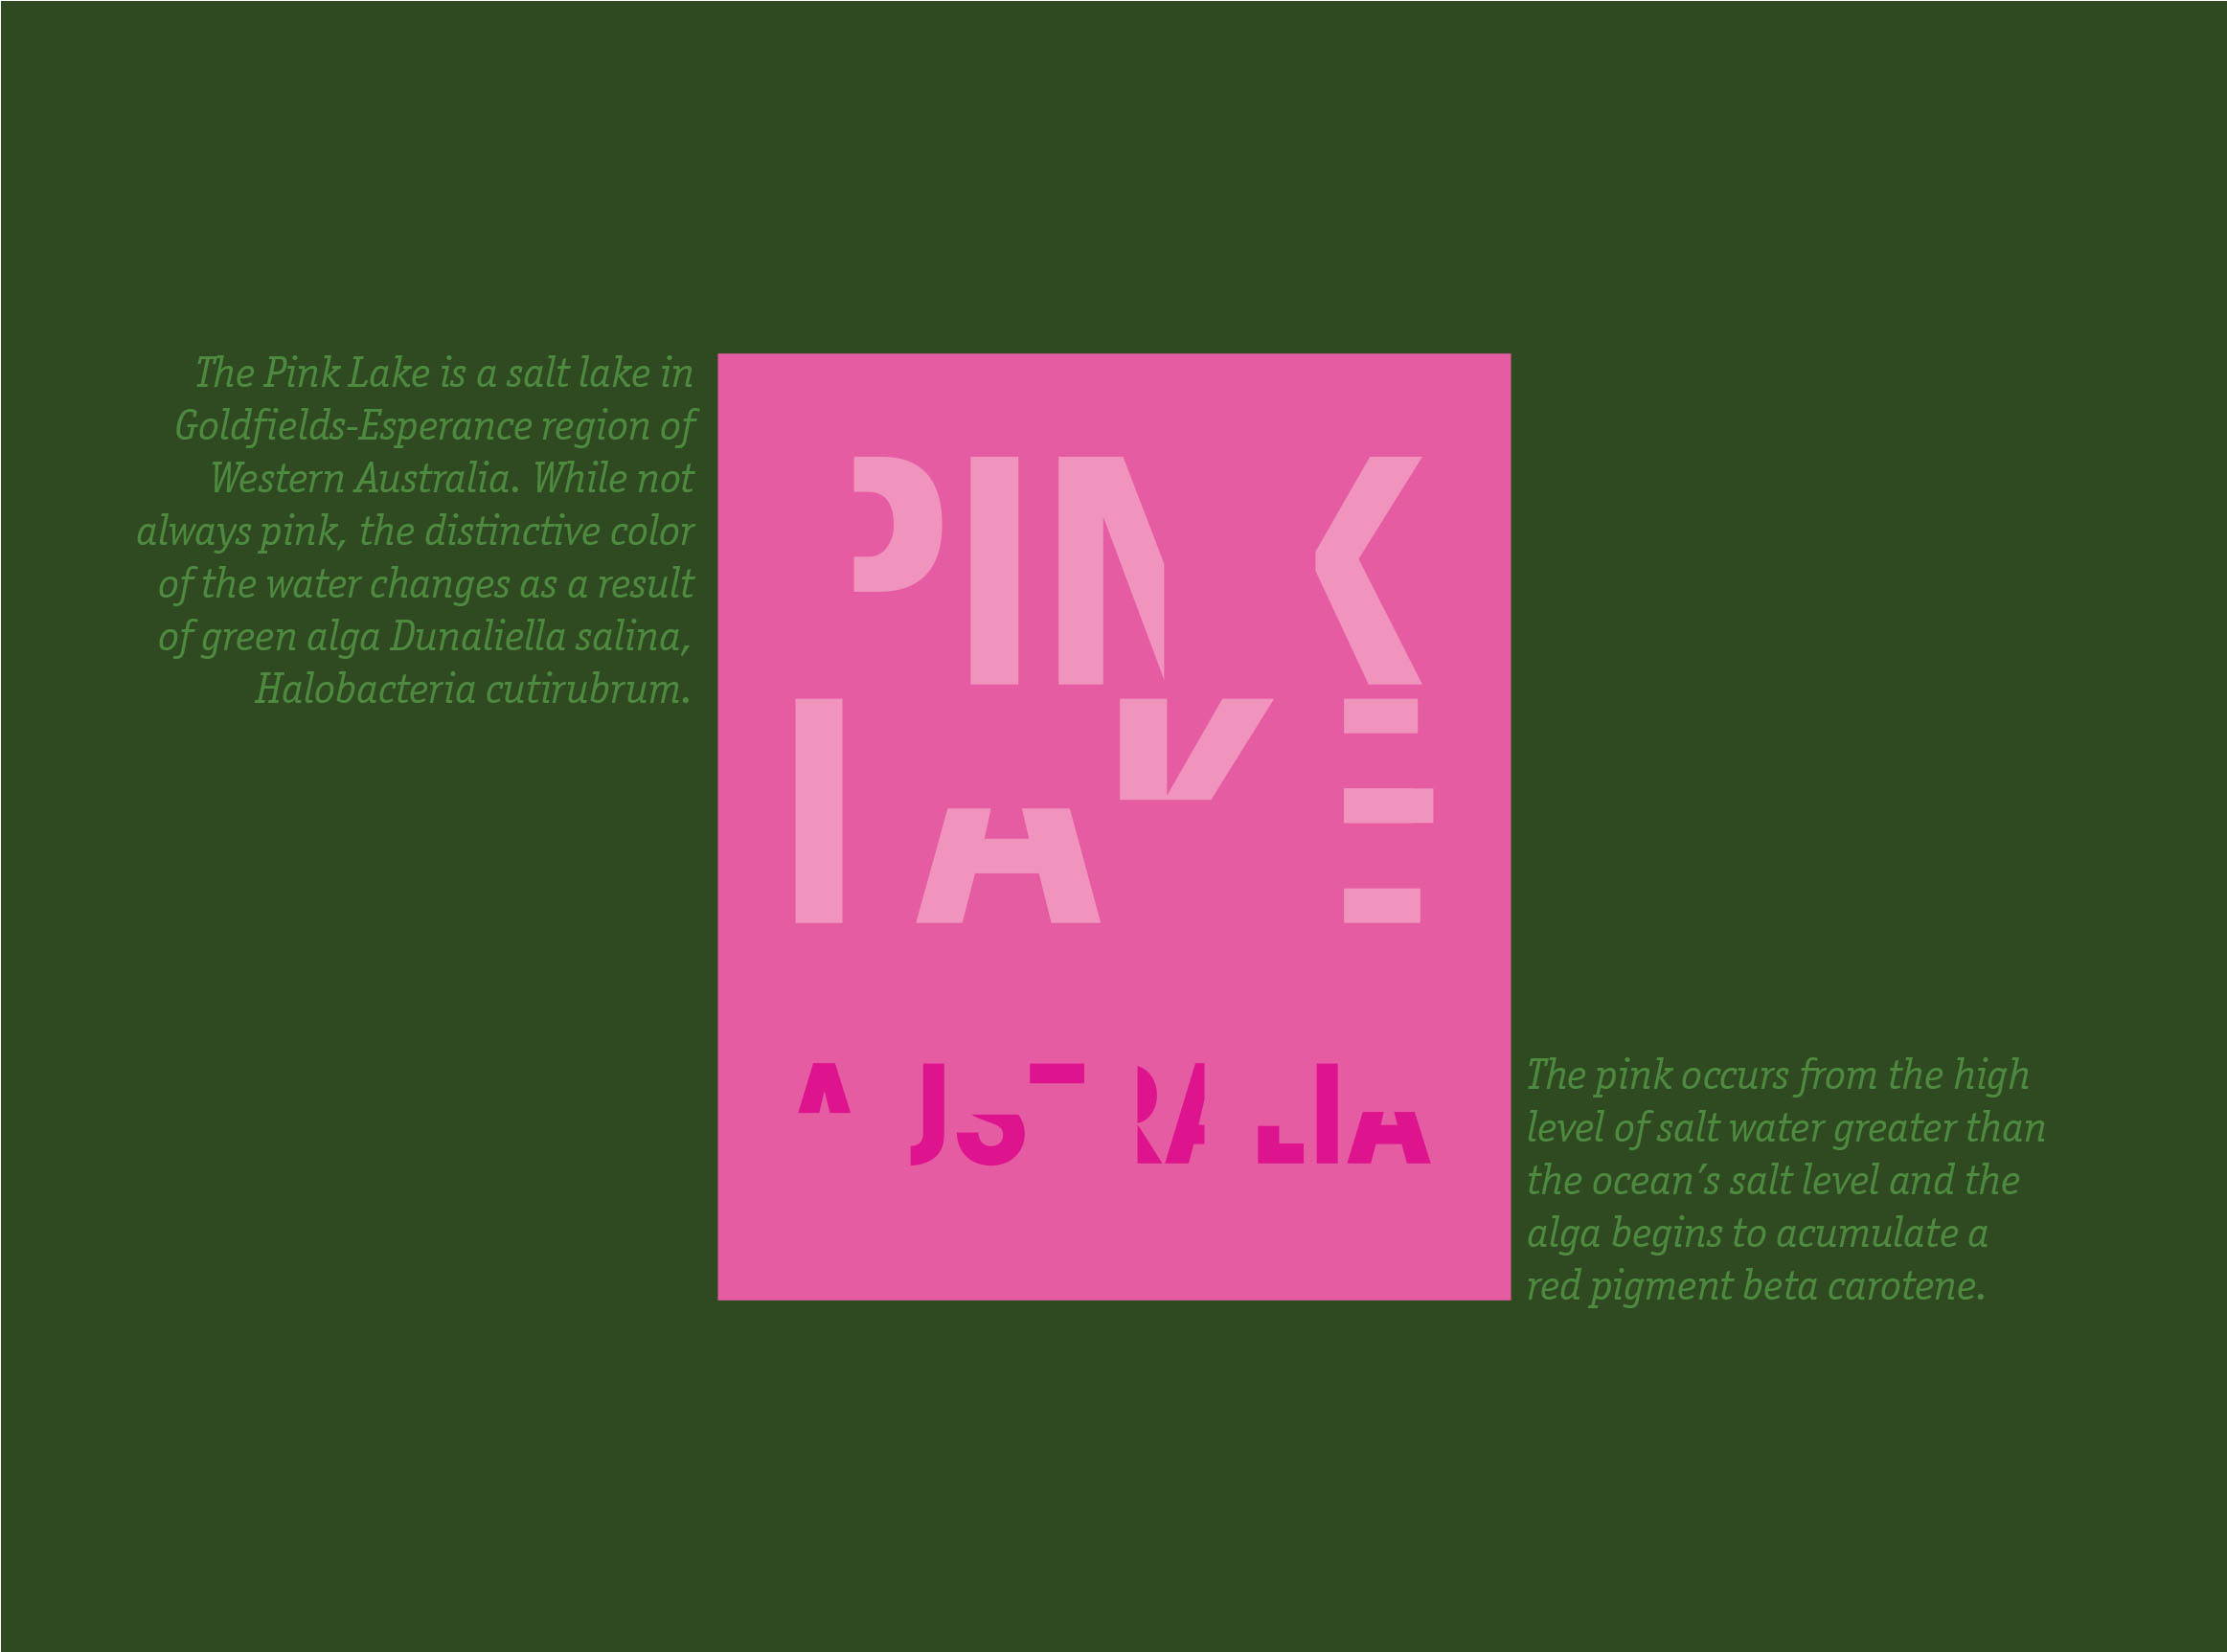 The Pink Lake is a salt lake in
Goldfields-Esperance region of
Western Australia. While not
always pink, the distinctive color
of the water changes as a result
of green alga Dunaliella salina,
Halobacteria cutirubrum.
PINK
LAKE
AUSTRALIA
The pink occurs from the high
level of salt water greater than
the ocean's salt level and the
alga begins to acumulate a
red pigment beta carotene.